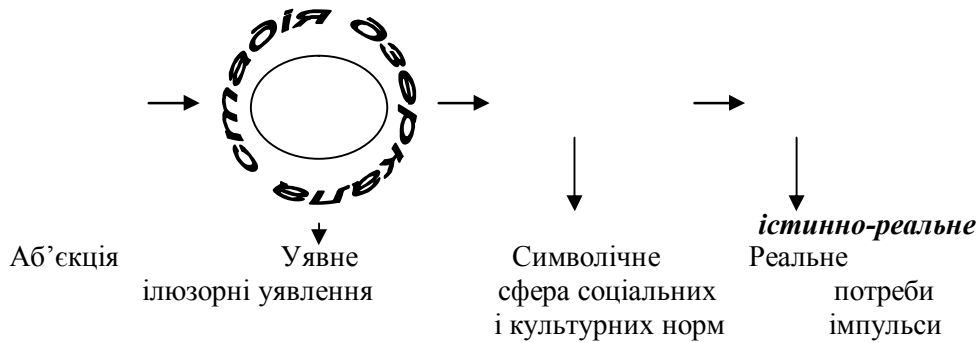 стадія дзеркала
істинно-реальне
Аб’єкція Уявне Символічне Реальне
ілюзорні уявлення сфера соціальних потреби
і культурних норм імпульси